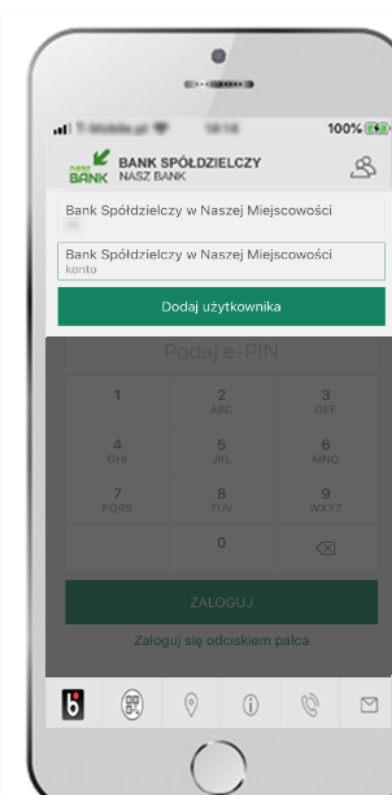 100%
nasz BANK
BANK SPÓŁDZIELCZY
NASZ BANK
Bank Spółdzielczy w Naszej Miejscowości
Bank Spółdzielczy w Naszej Miejscowości
konto
Dodaj użytkownika
Podaj e-PIN
1 2 3
ABC DEF
4 5 6
GHI JKL MNO
7 8 9
PQRS TUV WXYZ
0
ZALOGUJ
Zaloguj się odciskiem palca